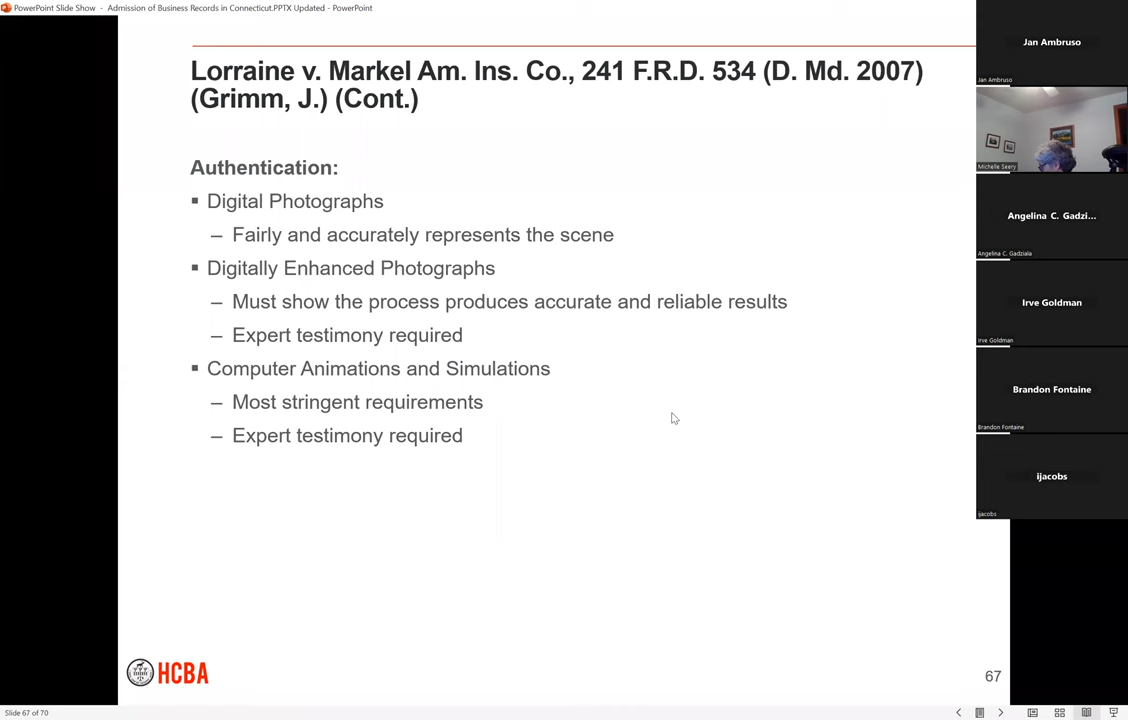 PowerPoint Slide Show - Admission of Business Records in Connecticut.PPTX Updated - PowerPoint
Lorraine v. Markel Am. Ins. Co., 241 F.R.D. 534 (D. Md. 2007)
(Grimm, J.) (Cont.)
Authentication:
▪ Digital Photographs
– Fairly and accurately represents the scene
▪ Digitally Enhanced Photographs
– Must show the process produces accurate and reliable results
– Expert testimony required
▪ Computer Animations and Simulations
– Most stringent requirements
– Expert testimony required
HCBA
67
Jan Ambruso
Jan Ambruso
Michelle Seery
Angelina C. Gadzi...
Angelina C. Gadziala
Irve Goldman
Irve Goldman
Brandon Fontaine
Brandon Fontaine
ijacobs
ijacobs
Slide 67 of 70